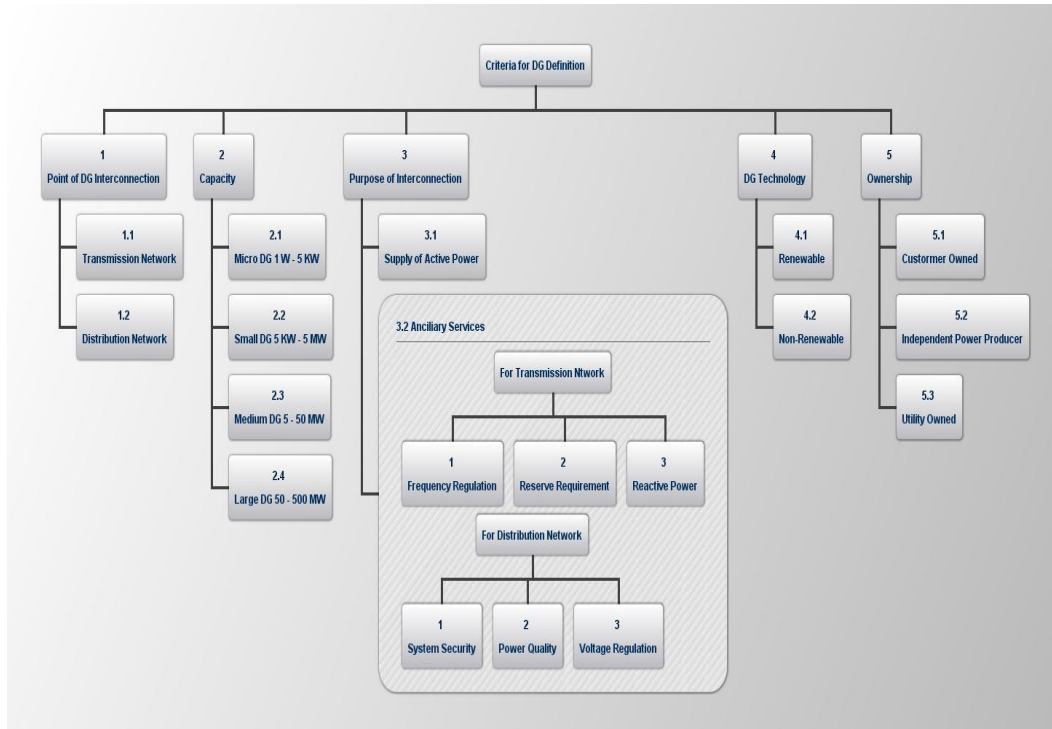 Criteria for DG Definition
1
Point of DG Interconnection
1.1
Transmission Network
1.2
Distribution Network
2
Capacity
2.1
Micro DG 1 W - 5 KW
2.2
Small DG 5 KW - 5 MW
2.3
Medium DG 5 - 50 MW
2.4
Large DG 50 - 500 MW
3
Purpose of Interconnection
3.1
Supply of Active Power
3.2 Anciliary Services
For Transmission Ntwork
1
Frequency Regulation
2
Reserve Requirement
3
Reactive Power
For Distribution Network
1
System Security
2
Power Quality
3
Voltage Regulation
4
DG Technology
4.1
Renewable
4.2
Non-Renewable
5
Ownership
5.1
Custormer Owned
5.2
Independent Power Producer
5.3
Utility Owned